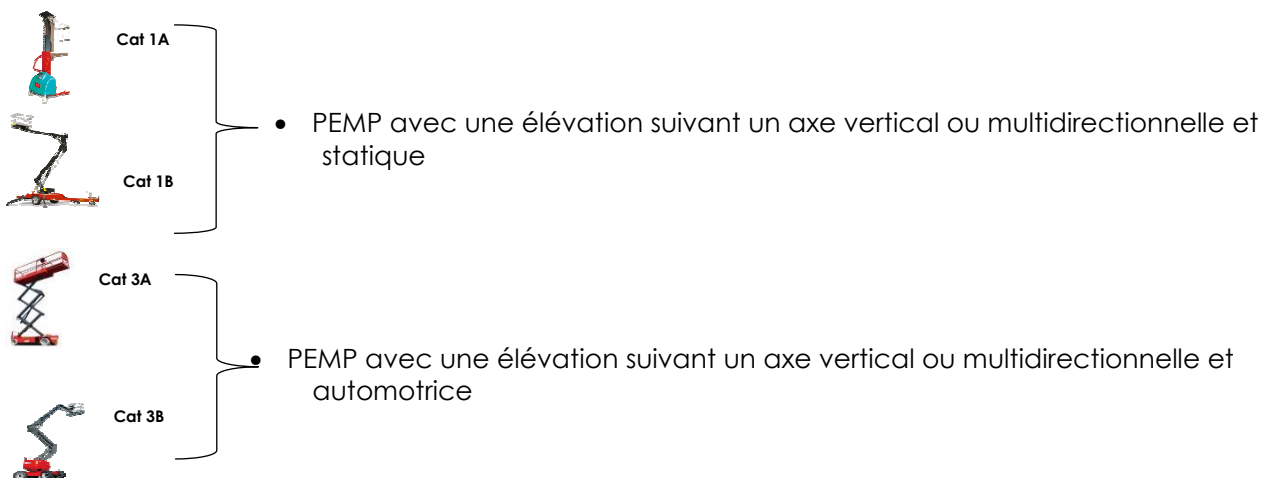 Cat 1A
• PEMP avec une élévation suivant un axe vertical ou multidirectionnelle et
statique
Cat 1B
Cat 3A
• PEMP avec une élévation suivant un axe vertical ou multidirectionnelle et
automotrice
Cat 3B